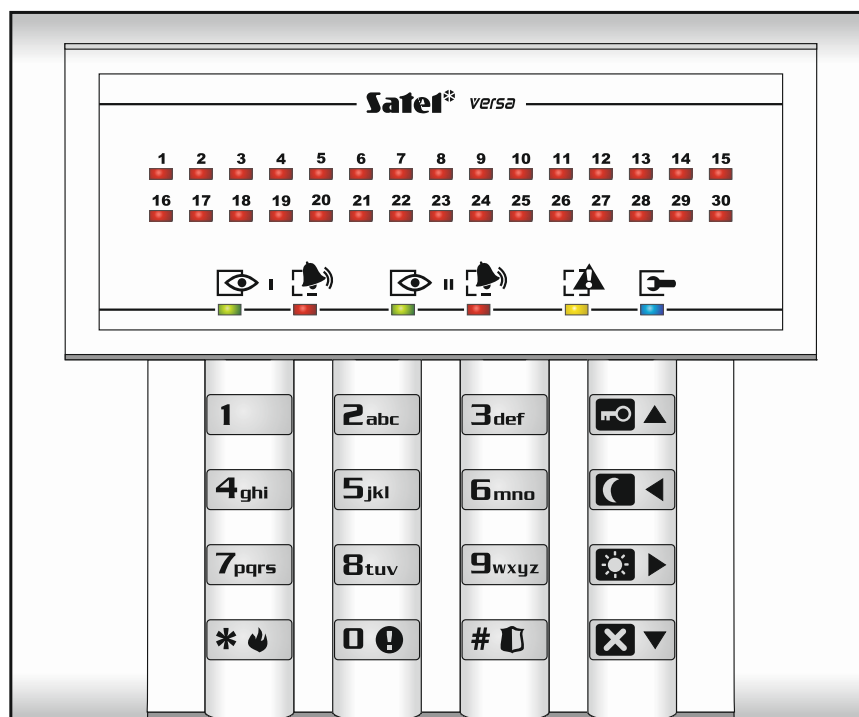 Satel versa
1 2 3 4 5 6 7 8 9 10 11 12 13 14 15
16 17 18 19 20 21 22 23 24 25 26 27 28 29 30
I II
1 2abc 3def
4ghi 5jkl 6mno
7pqrs 8tuv 9wxyz
* 0 #